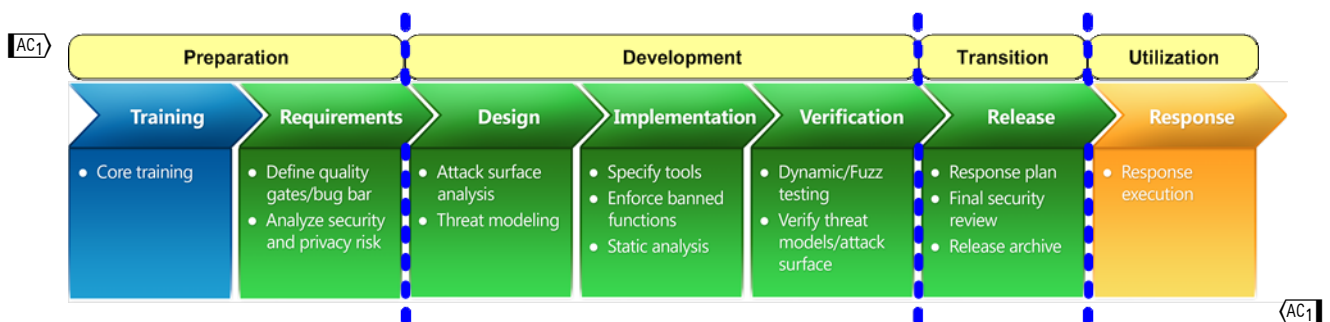 AC1
Preparation
Development
Transition
Utilization
Training
Requirements
Design
Implementation
Verification
Release
Response
• Core training
• Define quality
gates/bug bar
• Analyze security
and privacy risk
• Attack surface
analysis
• Threat modeling
• Specify tools
• Enforce banned
functions
• Static analysis
• Dynamic/Fuzz
testing
• Verify threat
models/attack
surface
• Response plan
• Final security
review
• Release archive
• Response
execution
AC1